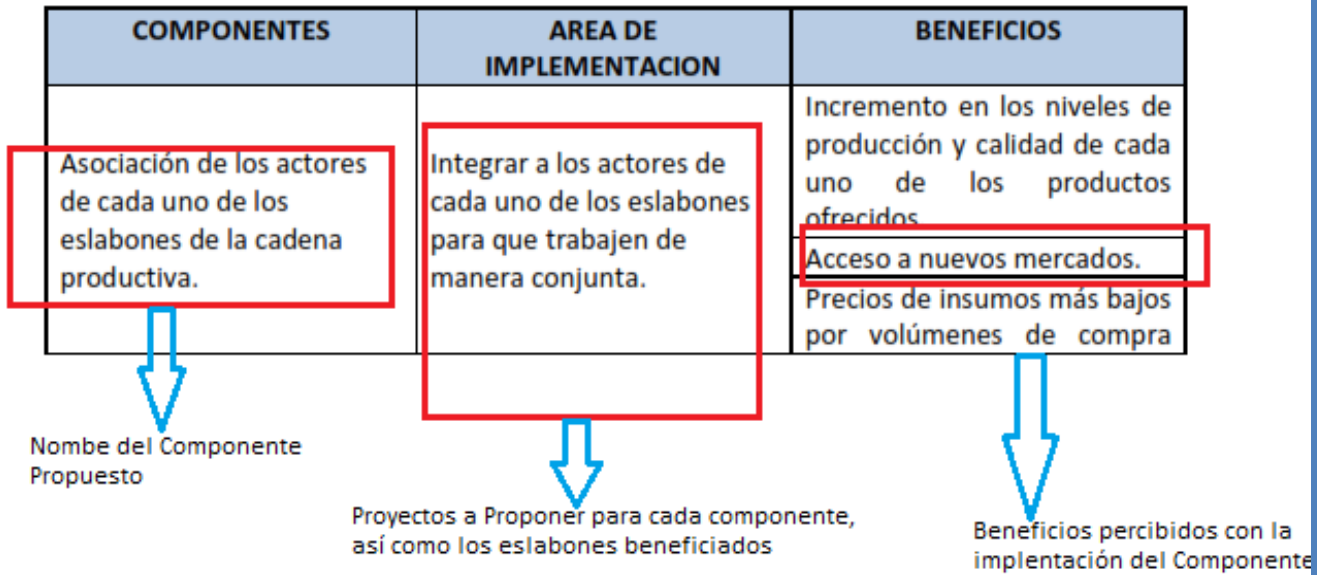 COMPONENTES
AREA DE
IMPLEMENTACION
BENEFICIOS
Asociación de los actores
de cada uno de los
eslabones de la cadena
productiva.
Integrar a los actores de
cada uno de los eslabones
para que trabajen de
manera conjunta.
Incremento en los niveles de
producción y calidad de cada
uno de los productos
ofrecidos
Acceso a nuevos mercados.
Precios de insumos más bajos
por volúmenes de compra
Nombe del Componente
Propuesto
Proyectos a Proponer para cada componente,
así como los eslabones beneficiados
Beneficios percibidos con la
implentación del Componente